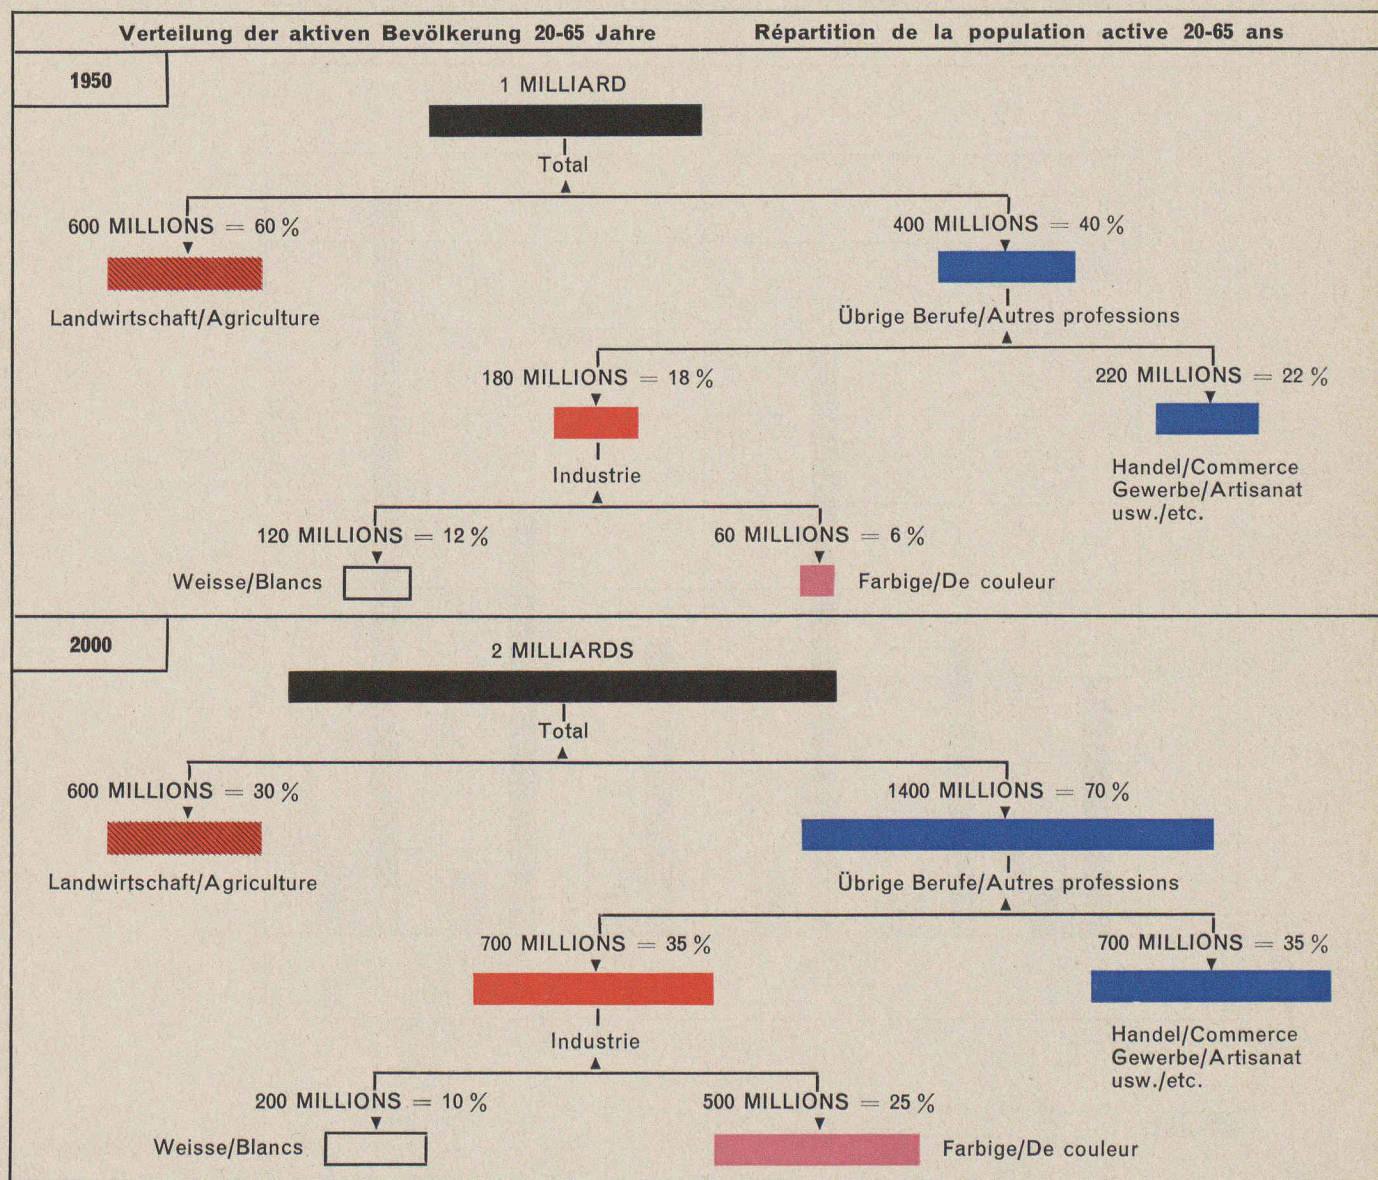 Verteilung der aktiven Bevölkerung 20-65 Jahre
Répartition de la population active 20-65 ans
1950
1 MILLIARD
Total
600 MILLIONS = 60 %
400 MILLIONS = 40 %
Landwirtschaft/Agriculture
Übrige Berufe/Autres professions
180 MILLIONS = 18 %
220 MILLIONS = 22 %
Industrie
Handel/Commerce
Gewerbe/Artisanat
usw./etc.
120 MILLIONS = 12 %
60 MILLIONS = 6 %
Weisse/Blancs
Farbige/De couleur
2000
2 MILLIARDS
Total
600 MILLIONS = 30 %
1400 MILLIONS = 70 %
Landwirtschaft/Agriculture
Übrige Berufe/Autres professions
700 MILLIONS = 35 %
700 MILLIONS = 35 %
Industrie
Handel/Commerce
Gewerbe/Artisanat
usw./etc.
200 MILLIONS = 10 %
500 MILLIONS = 25 %
Weisse/Blancs
Farbige/De couleur